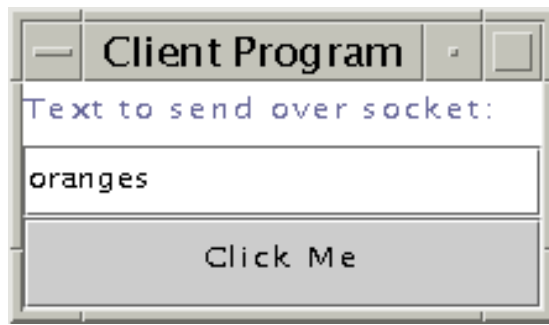 Client Program
Text to send over socket:
oranges
Click Me